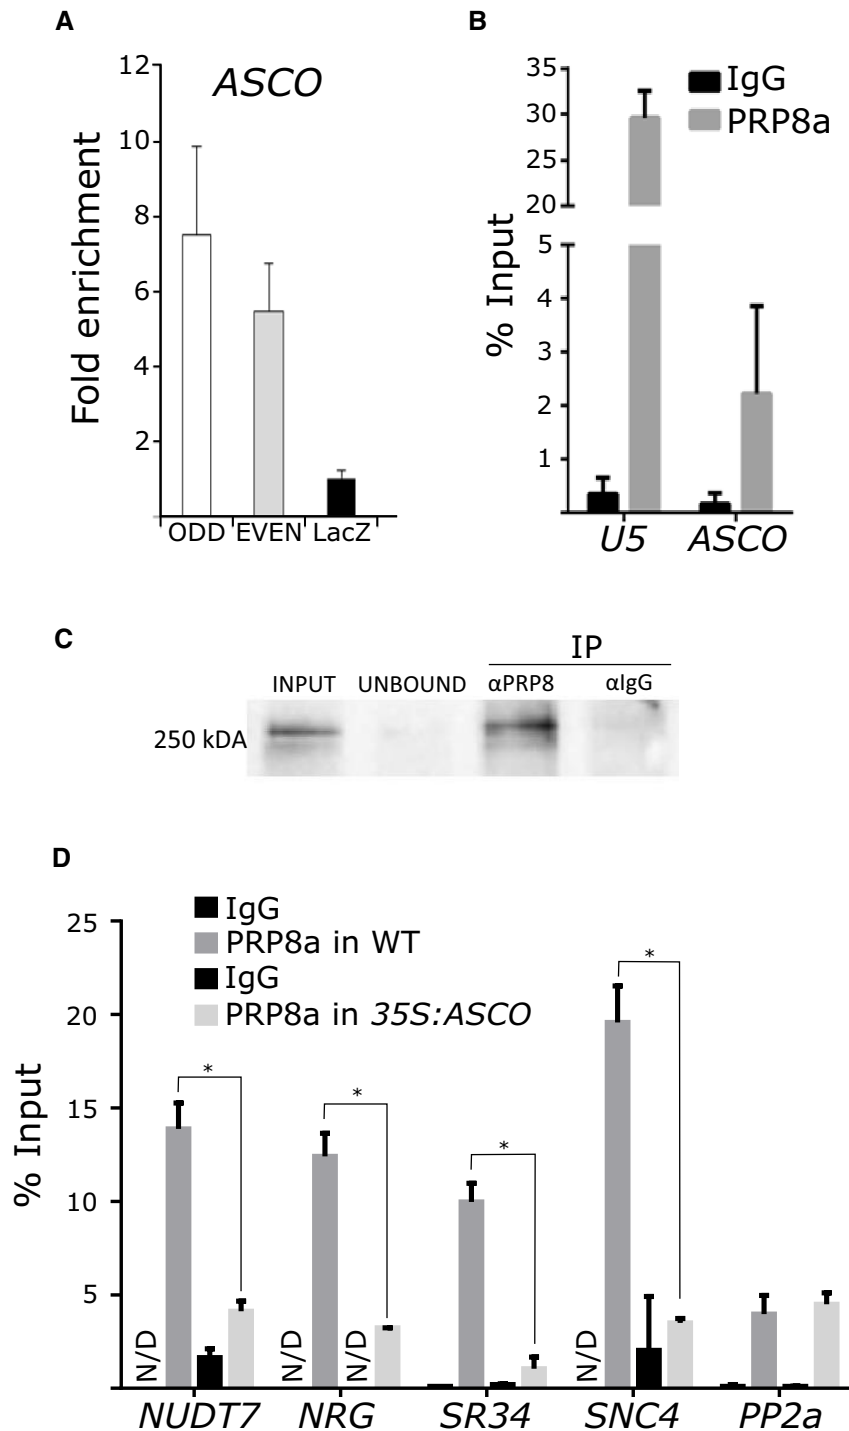 A
ASCO
Fold enrichment
12
10
8
6
4
2
ODD EVEN LacZ
B
IgG
PRP8a
% Input
35
30
25
20
5
4
3
2
1
U5 ASCO
C
IP
INPUT UNBOUND αPRP8 αIgG
250 kDA
D
IgG
PRP8a in WT
IgG
PRP8a in 35S:ASCO
% Input
25
20
15
10
5
* * * *
N/D N/D N/D N/D
NUDT7 NRG SR34 SNC4 PP2a